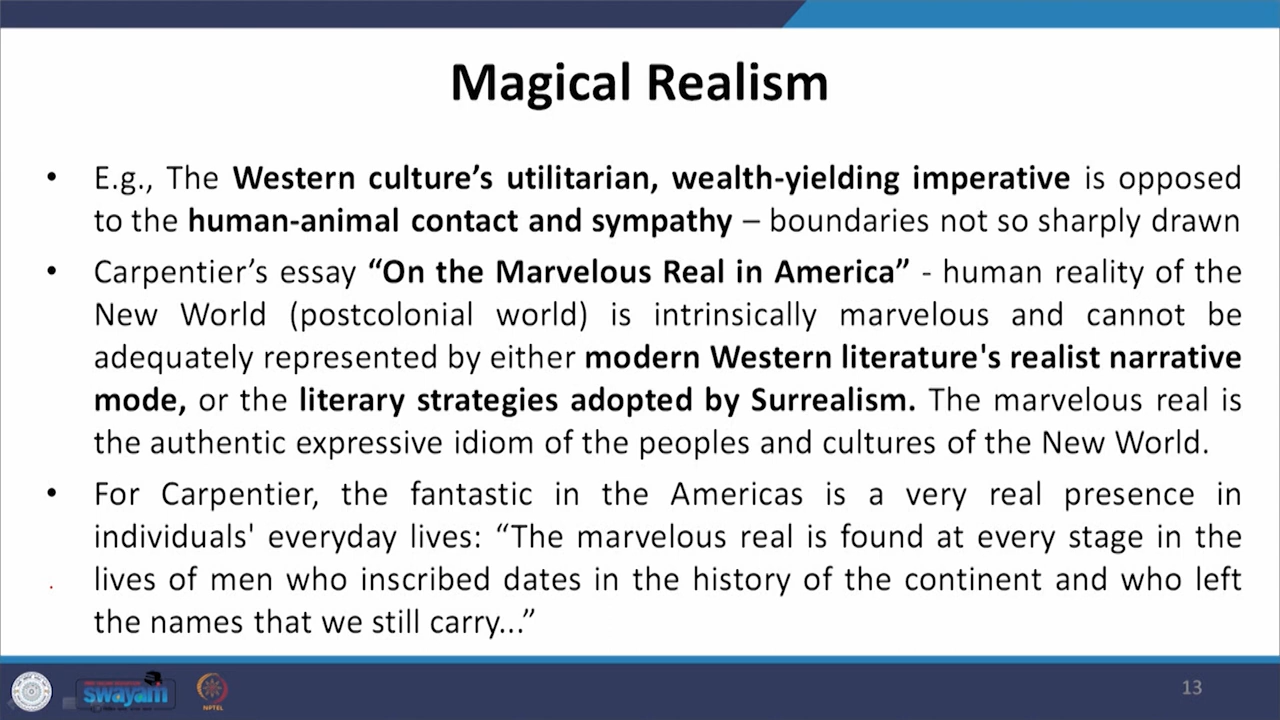 Magical Realism
• E.g., The Western culture’s utilitarian, wealth-yielding imperative is opposed
to the human-animal contact and sympathy – boundaries not so sharply drawn
• Carpentier’s essay “On the Marvelous Real in America” - human reality of the
New World (postcolonial world) is intrinsically marvelous and cannot be
adequately represented by either modern Western literature's realist narrative
mode, or the literary strategies adopted by Surrealism. The marvelous real is
the authentic expressive idiom of the peoples and cultures of the New World.
• For Carpentier, the fantastic in the Americas is a very real presence in
individuals' everyday lives: “The marvelous real is found at every stage in the
lives of men who inscribed dates in the history of the continent and who left
the names that we still carry...”
swayam
NPTEL
13